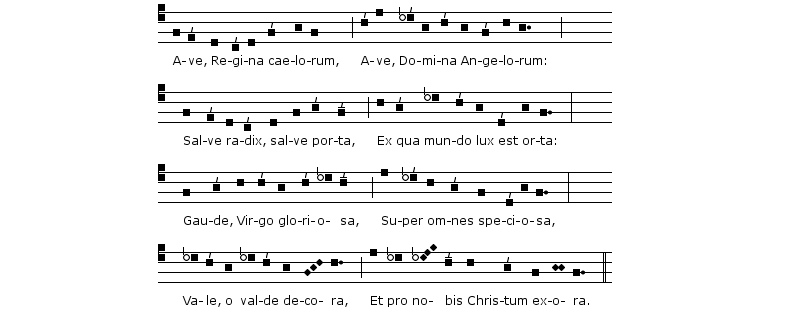 A-ve, Re-gi-na cae-lo-rum, A-ve, Do-mi-na An-ge-lo-rum:
Sal-ve ra-dix, sal-ve por-ta, Ex qua mun-do lux est or-ta:
Gau-de, Vir-go glo-ri-o- sa, Su-per om-nes spe-ci-o-sa,
Va-le, o val-de de-co- ra, Et pro no- bis Chris-tum ex-o- ra.